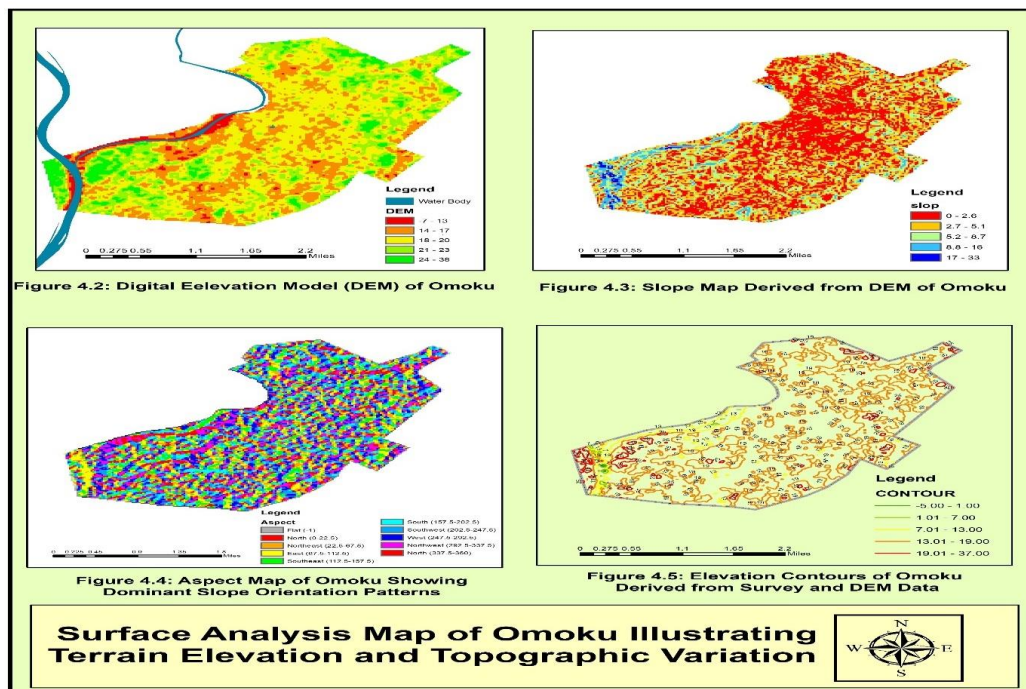 Legend
Water Body
DEM
-7 - 13
14 - 17
18 - 20
21 - 23
24 - 38
0 0.275 0.55 1.1 1.65 2.2
Miles
Figure 4.2: Digital Eelevation Model (DEM) of Omoku
Legend
slop
0 - 2.6
2.7 - 5.1
5.2 - 8.7
8.8 - 16
17 - 33
0 0.275 0.55 1.1 1.65 2.2
Miles
Figure 4.3: Slope Map Derived from DEM of Omoku
Legend
Aspect
Flat (-1)
North (0-22.5)
Northeast (22.5-67.5)
East (67.5-112.5)
Southeast (112.5-157.5)
South (157.5-202.5)
Southwest (202.5-247.5)
West (247.5-292.5)
Northwest (292.5-337.5)
North (337.5-360)
0 0.225 0.45 0.9 1.8
Miles
Figure 4.4: Aspect Map of Omoku Showing
Dominant Slope Orientation Patterns
Legend
CONTOUR
-5.00 - 1.00
1.01 - 7.00
7.01 - 13.00
13.01 - 19.00
19.01 - 37.00
0 0.275 0.55 1.1 1.65 2.2
Miles
Figure 4.5: Elevation Contours of Omoku
Derived from Survey and DEM Data
Surface Analysis Map of Omoku Illustrating
Terrain Elevation and Topographic Variation
N
W E
S